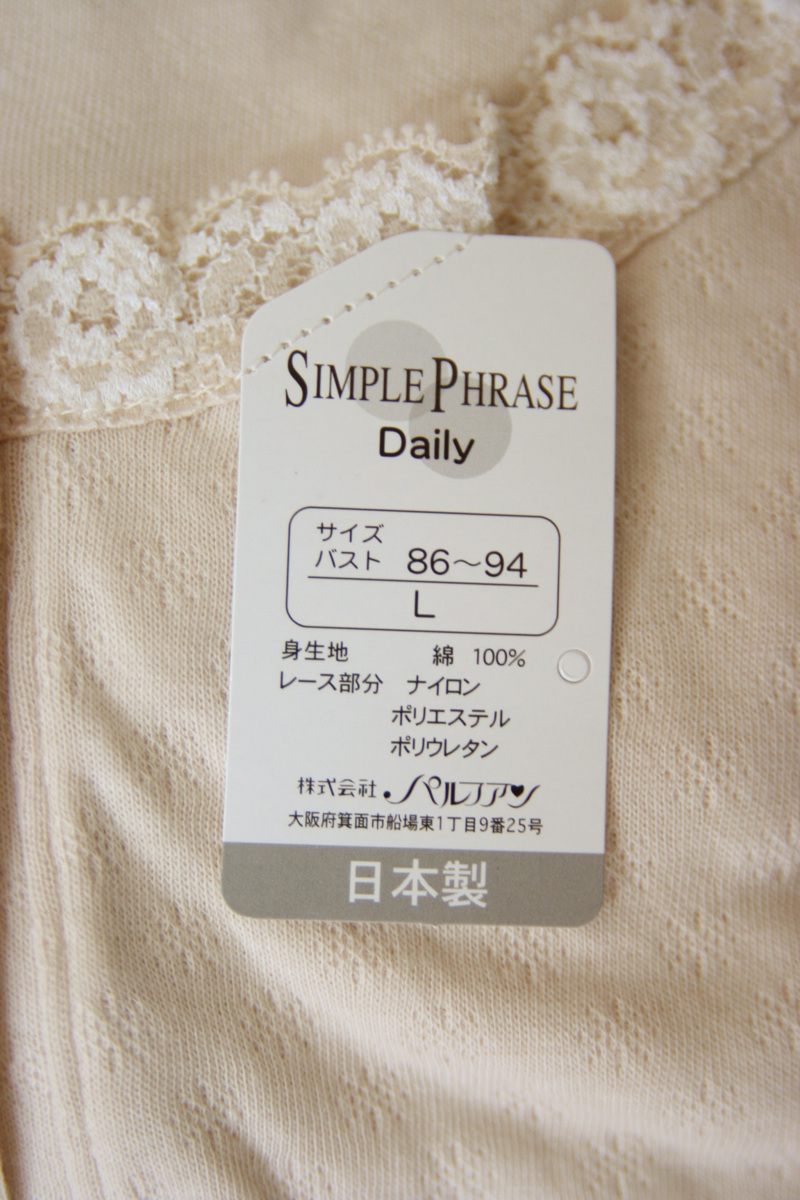 SIMPLE PHRASE
Daily
サイズ
バスト 86～94
L
身生地 綿 100%
レース部分 ナイロン
ポリエステル
ポリウレタン
株式会社 パルファン
大阪府箕面市船場東1丁目9番25号
日本製